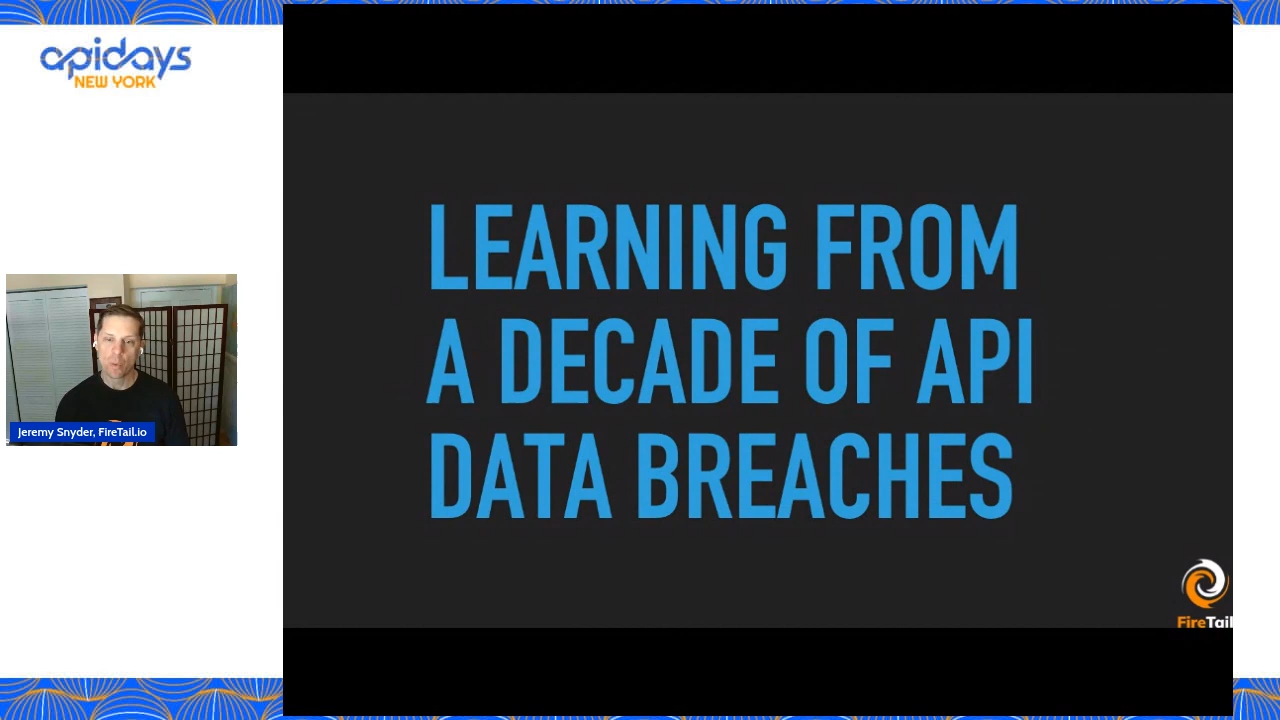 apidays
NEW YORK
LEARNING FROM
A DECADE OF API
DATA BREACHES
Jeremy Snyder, FireTail.io
FireTail